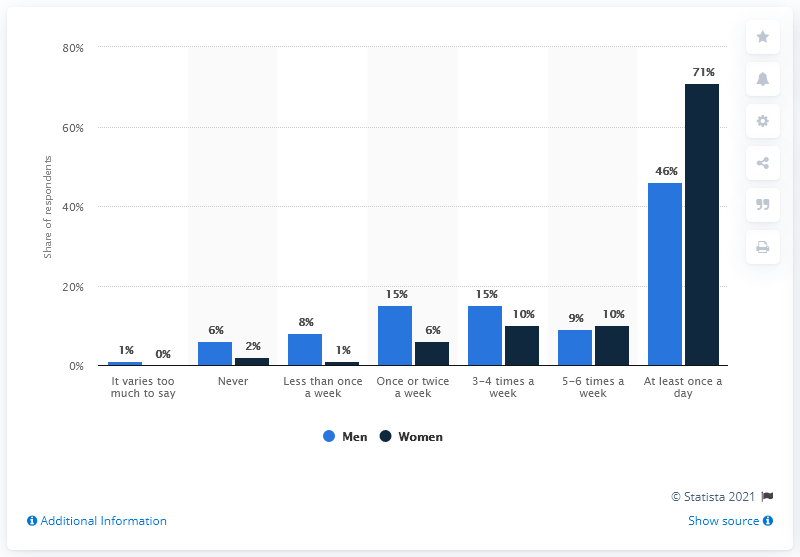 80%
60%
40%
20%
0%
Share of respondents
1%
0%
6%
2%
8%
1%
15%
6%
15%
10%
9%
10%
46%
71%
It varies too
much to say
Never
Less than once
a week
Once or twice
a week
3-4 times a
week
5-6 times a
week
At least once a
day
Men
Women
© Statista 2021
Additional Information
Show source